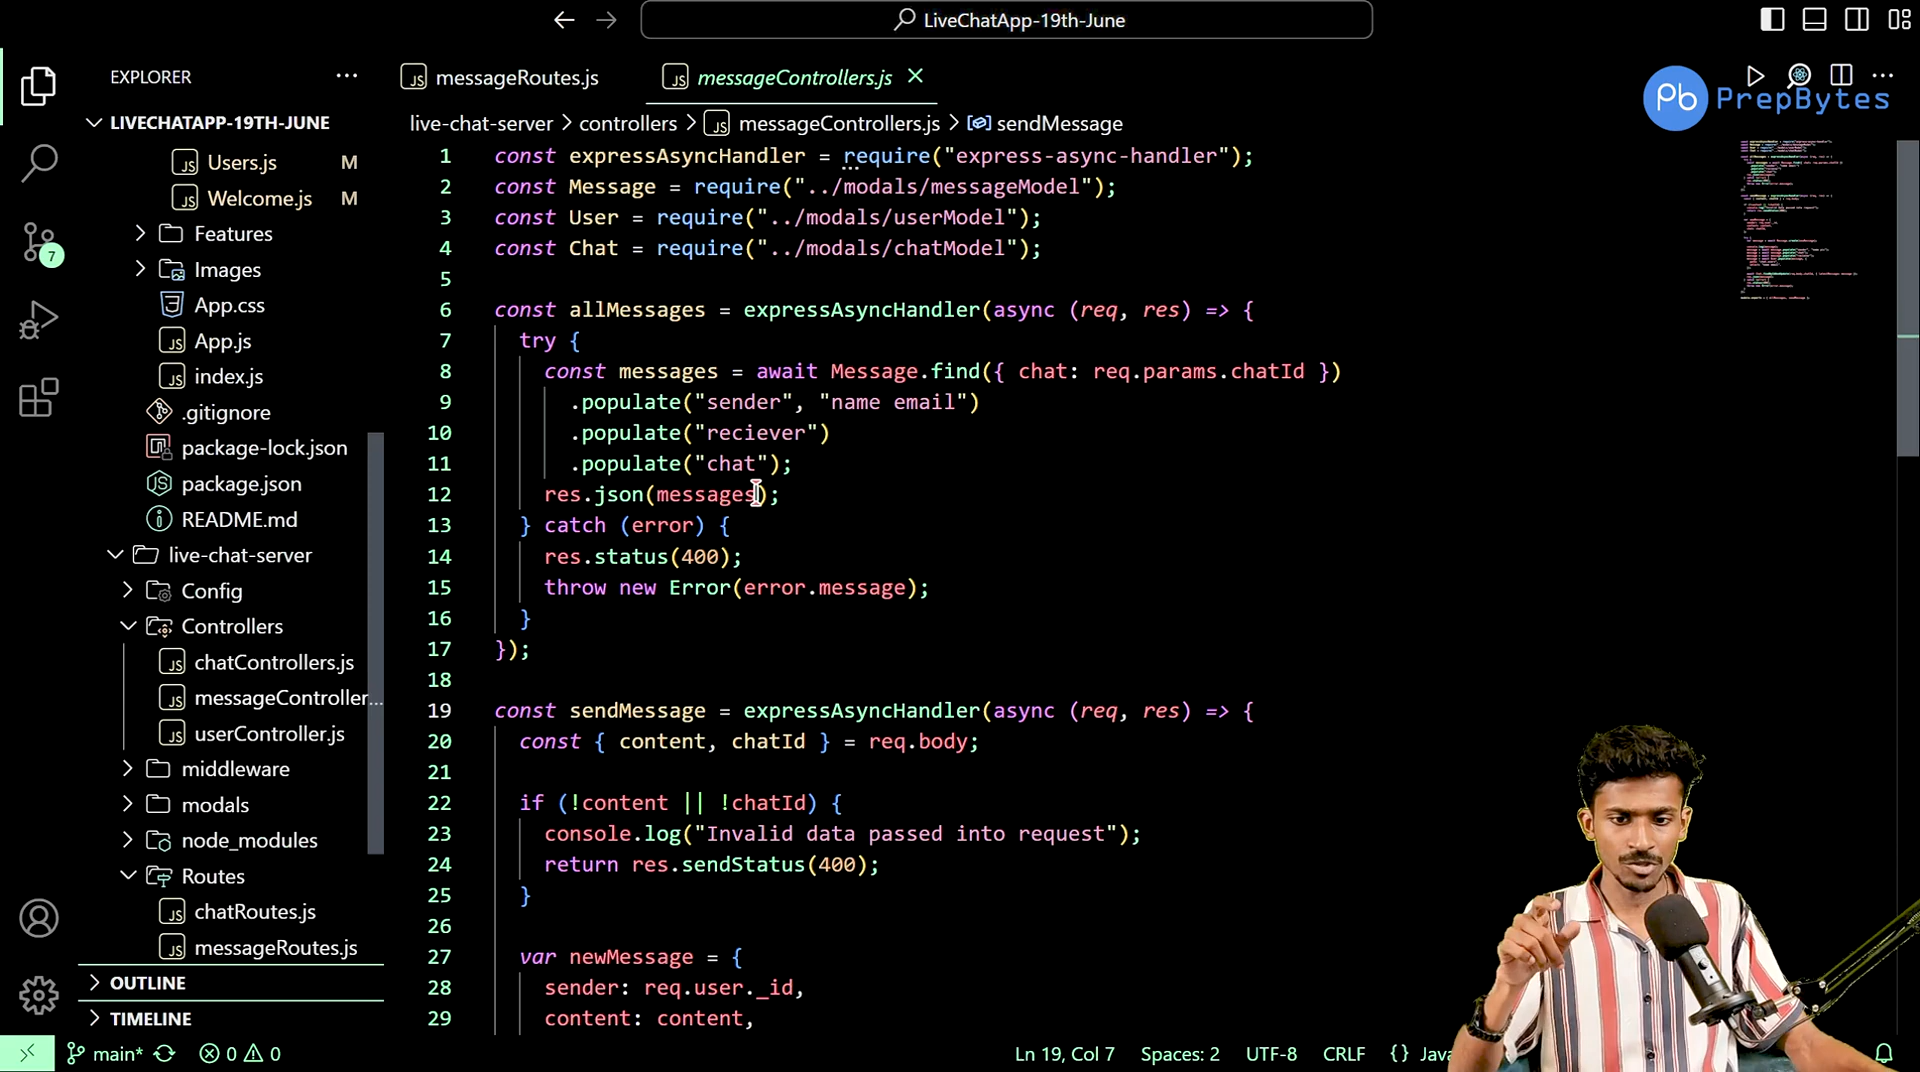 LiveChatApp-19th-June
EXPLORER
messageRoutes.js
messageControllers.js
Pb PrepBytes
LIVECHATAPP-19TH-JUNE
live-chat-server > controllers > messageControllers.js > sendMessage
Users.js M
Welcome.js M
Features
Images
App.css
App.js
index.js
.gitignore
package-lock.json
package.json
README.md
live-chat-server
Config
Controllers
chatControllers.js
messageController...
userController.js
middleware
modals
node_modules
Routes
chatRoutes.js
messageRoutes.js
OUTLINE
TIMELINE
7
1 const expressAsyncHandler = require("express-async-handler");
2 const Message = require("../modals/messageModel");
3 const User = require("../modals/userModel");
4 const Chat = require("../modals/chatModel");
5
6 const allMessages = expressAsyncHandler(async (req, res) => {
7 try {
8 const messages = await Message.find({ chat: req.params.chatId })
9 .populate("sender", "name email")
10 .populate("reciever")
11 .populate("chat");
12 res.json(messages);
13 } catch (error) {
14 res.status(400);
15 throw new Error(error.message);
16 }
17 });
18
19 const sendMessage = expressAsyncHandler(async (req, res) => {
20 const { content, chatId } = req.body;
21
22 if (!content || !chatId) {
23 console.log("Invalid data passed into request");
24 return res.sendStatus(400);
25 }
26
27 var newMessage = {
28 sender: req.user._id,
29 content: content,
main* 0 0
Ln 19, Col 7 Spaces: 2 UTF-8 CRLF {} Java